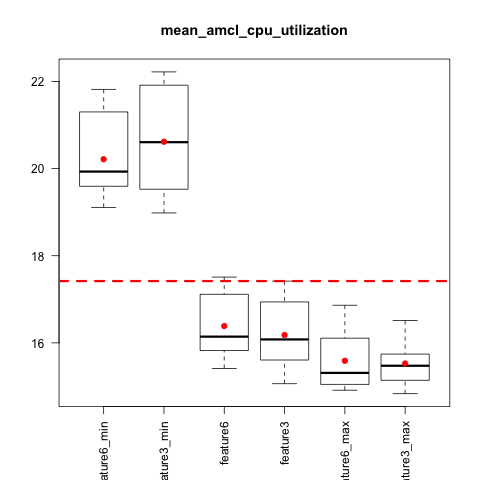 mean_amcl_cpu_utilization
22
20
18
16
ature6_min
ature3_min
feature6
feature3
ture6_max
ture3_max